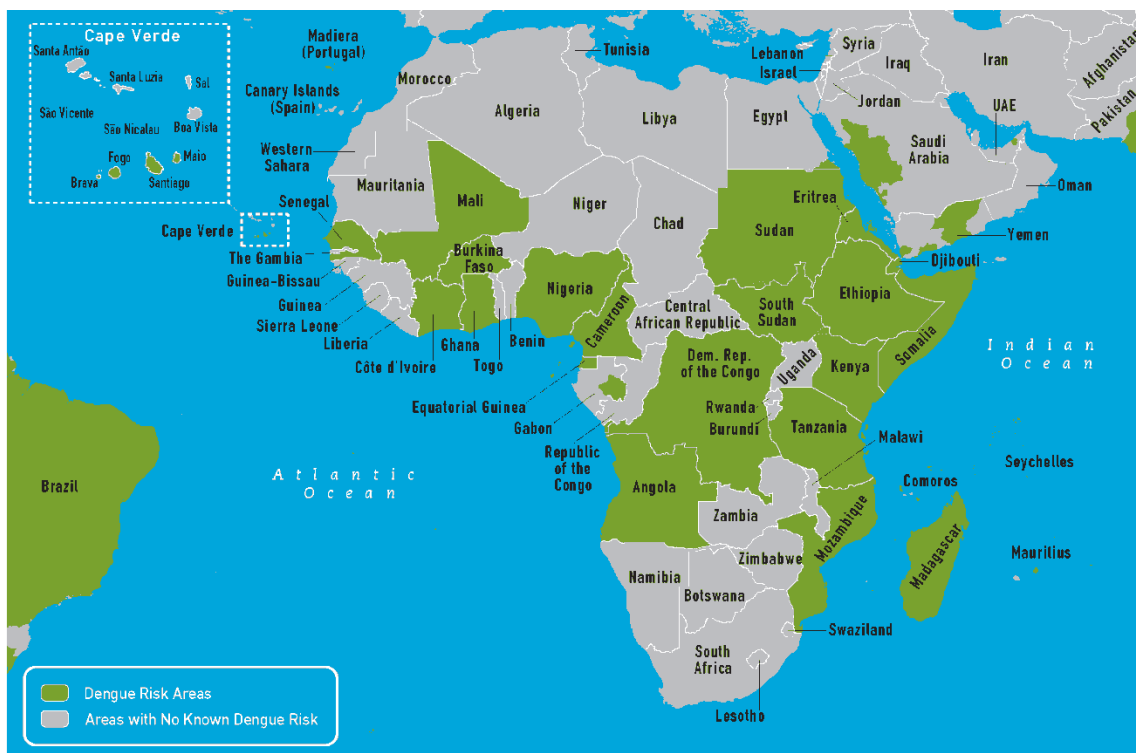 Cape Verde
Santa Antão
Santa Luzia
Sal
São Vicente
São Nicalau
Boa Vista
Fogo
Maio
Brava
Santiago
Madiera
(Portugal)
Canary Islands
(Spain)
Morocco
Tunisia
Algeria
Libya
Egypt
Western
Sahara
Mauritania
Mali
Niger
Chad
Sudan
Eritrea
Lebanon
Israel
Syria
Iraq
Iran
Jordan
Afghanistan
Pakistan
UAE
Saudi
Arabia
Oman
Yemen
Djibouti
Senegal
Cape Verde
The Gambia
Guinea-Bissau
Guinea
Sierra Leone
Liberia
Côte d'Ivoire
Ghana
Togo
Benin
Burkina
Faso
Nigeria
Cameroon
Central
African Republic
South
Sudan
Ethiopia
Somalia
Equatorial Guinea
Gabon
Republic
of the
Congo
Dem. Rep.
of the Congo
Uganda
Kenya
Rwanda
Burundi
Tanzania
Malawi
Indian
Ocean
Seychelles
Comoros
Mauritius
Madagascar
Mozambique
Brazil
Atlantic
Ocean
Angola
Zambia
Zimbabwe
Namibia
Botswana
Swaziland
South
Africa
Lesotho
Dengue Risk Areas
Areas with No Known Dengue Risk